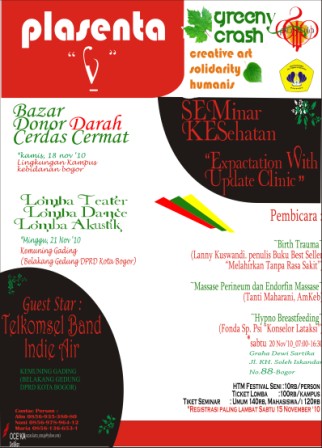 plasenta
greeny
crash
creative art
solidarity
humanis
Bazar
Donor Darah
Cerdas Cermat
"kamis, 18 nov '10
Lingkungan Kampus
kebidanan bogor
SEMinar
KESehatan
"Expactation With
Update Clinic"
Lomba Teater
Lomba Dance
Lomba Akustik
"Minggu, 21 Nov '10
Kemuning Gading
(Belakang Gedung DPRD Kota Bogor)
Pembicara :
"Birth Trauma"
(Lanny Kuswandi, penulis Buku Best Seller
"Melahirkan Tanpa Rasa Sakit"
"Massase Perineum dan Endorfin Massase"
(Tanti Maharani, AmKeb)
"Hypno Breastfeeding"
(Fonda Sp. Psi "Konselor Lataksi"
sabtu 20 Nov '10_07:00-16:30
Graha Dewi Sartika
Jl. KH. Soleh Iskandar
No.88-Bogor
Guest Star :
Telkomsel Band
Indie Air
KEMUNING GADING
(BELAKANG GEDUNG
DPRD KOTA BOGOR)
HTM Festival Seni :10rb/person
Ticket Lomba :100rb/kampus
Tiket Seminar :Umum 140rb, Mahasiswa/i 120rb
*Registrasi paling lambat Sabtu 15 November '10
Contac Person :